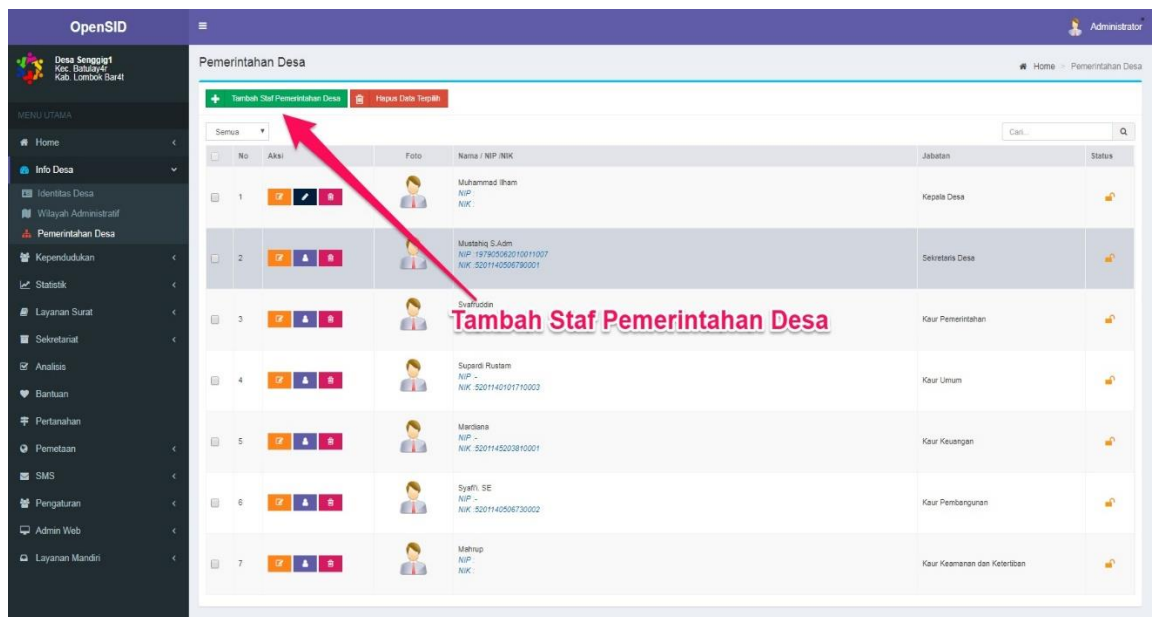 OpenSID
Administrator
Desa Senggig1
Kec. Batulay4r
Kab. Lombok Bar4t
Pemerintahan Desa
Home > Pemerintahan Desa
MENU UTAMA
Home
Info Desa
Identitas Desa
Wilayah Administratif
Pemerintahan Desa
Kependudukan
Statistik
Layanan Surat
Sekretariat
Analisis
Bantuan
Pertanahan
Pemetaan
SMS
Pengaturan
Admin Web
Layanan Mandiri
Tambah Staf Pemerintahan Desa Hapus Data Terpilih
Semua Cari...
No Aksi Foto Nama / NIP /NIK Jabatan Status
1 Muhammad Ilham Kepala Desa
NIP :
NIK :
2 Mustahiq S.Adm Sekretaris Desa
NIP :197905062010011007
NIK :5201140506790001
3 Syafruddin Kaur Pemerintahan
Tambah Staf Pemerintahan Desa
4 Supardi Rustam Kaur Umum
NIP :-
NIK :5201140101710003
5 Mardiana Kaur Keuangan
NIP :-
NIK :5201145203810001
6 Syafi'i. SE Kaur Pembangunan
NIP :-
NIK :5201140506730002
7 Mahrup Kaur Keamanan dan Ketertiban
NIP :
NIK :